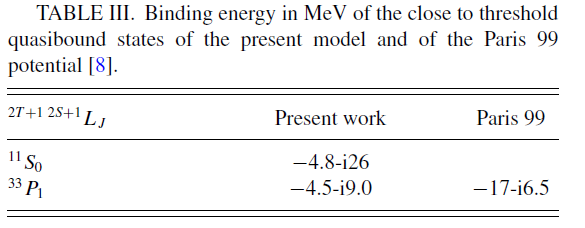 TABLE III. Binding energy in MeV of the close to threshold
quasibound states of the present model and of the Paris 99
potential [8].
2T+1 2S+1 L_J Present work Paris 99
11 S_0 −4.8-i26
33 P_1 −4.5-i9.0 −17-i6.5